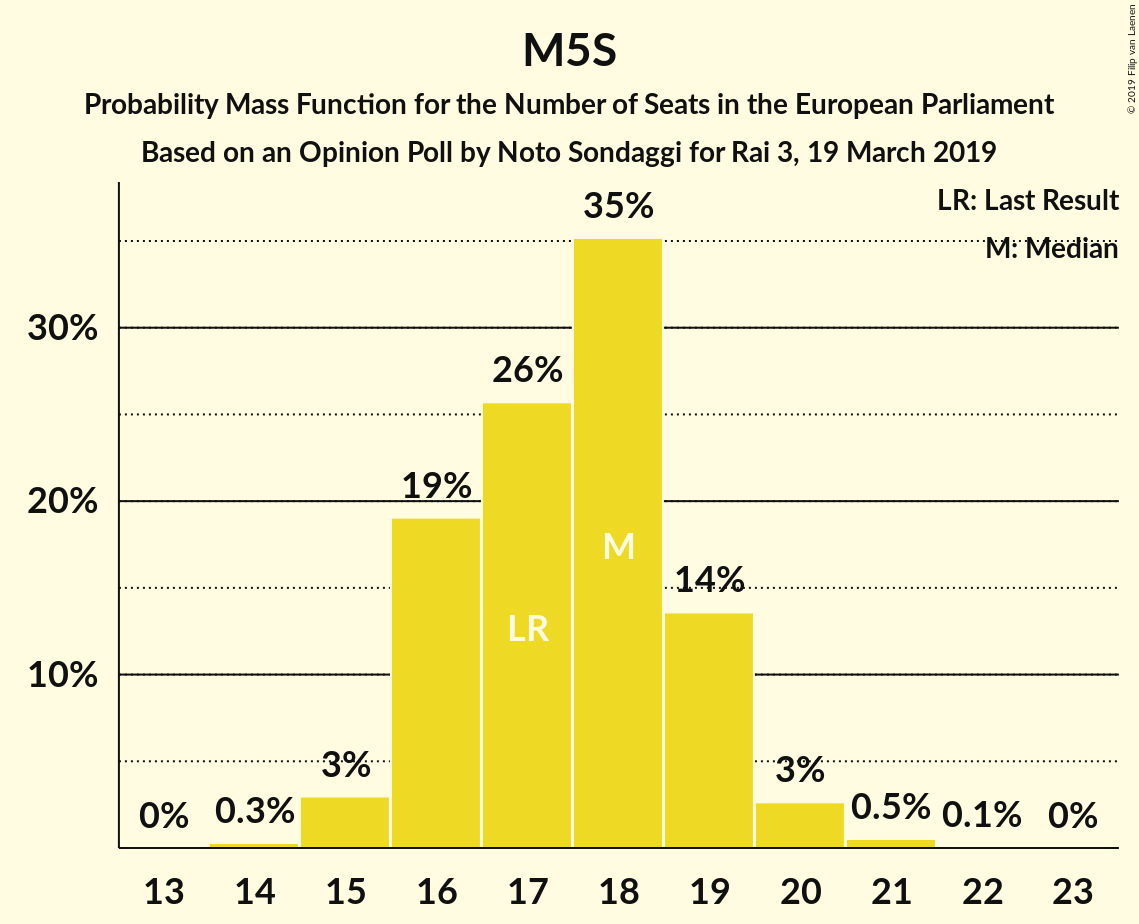 M5S
Probability Mass Function for the Number of Seats in the European Parliament
Based on an Opinion Poll by Noto Sondaggi for Rai 3, 19 March 2019
© 2019 Filip van Laenen
LR: Last Result
M: Median
35%
30%
26%
20%
19%
M
14%
LR
10%
3%
3%
0%
0.3%
0.5%
0.1%
0%
13 14 15 16 17 18 19 20 21 22 23